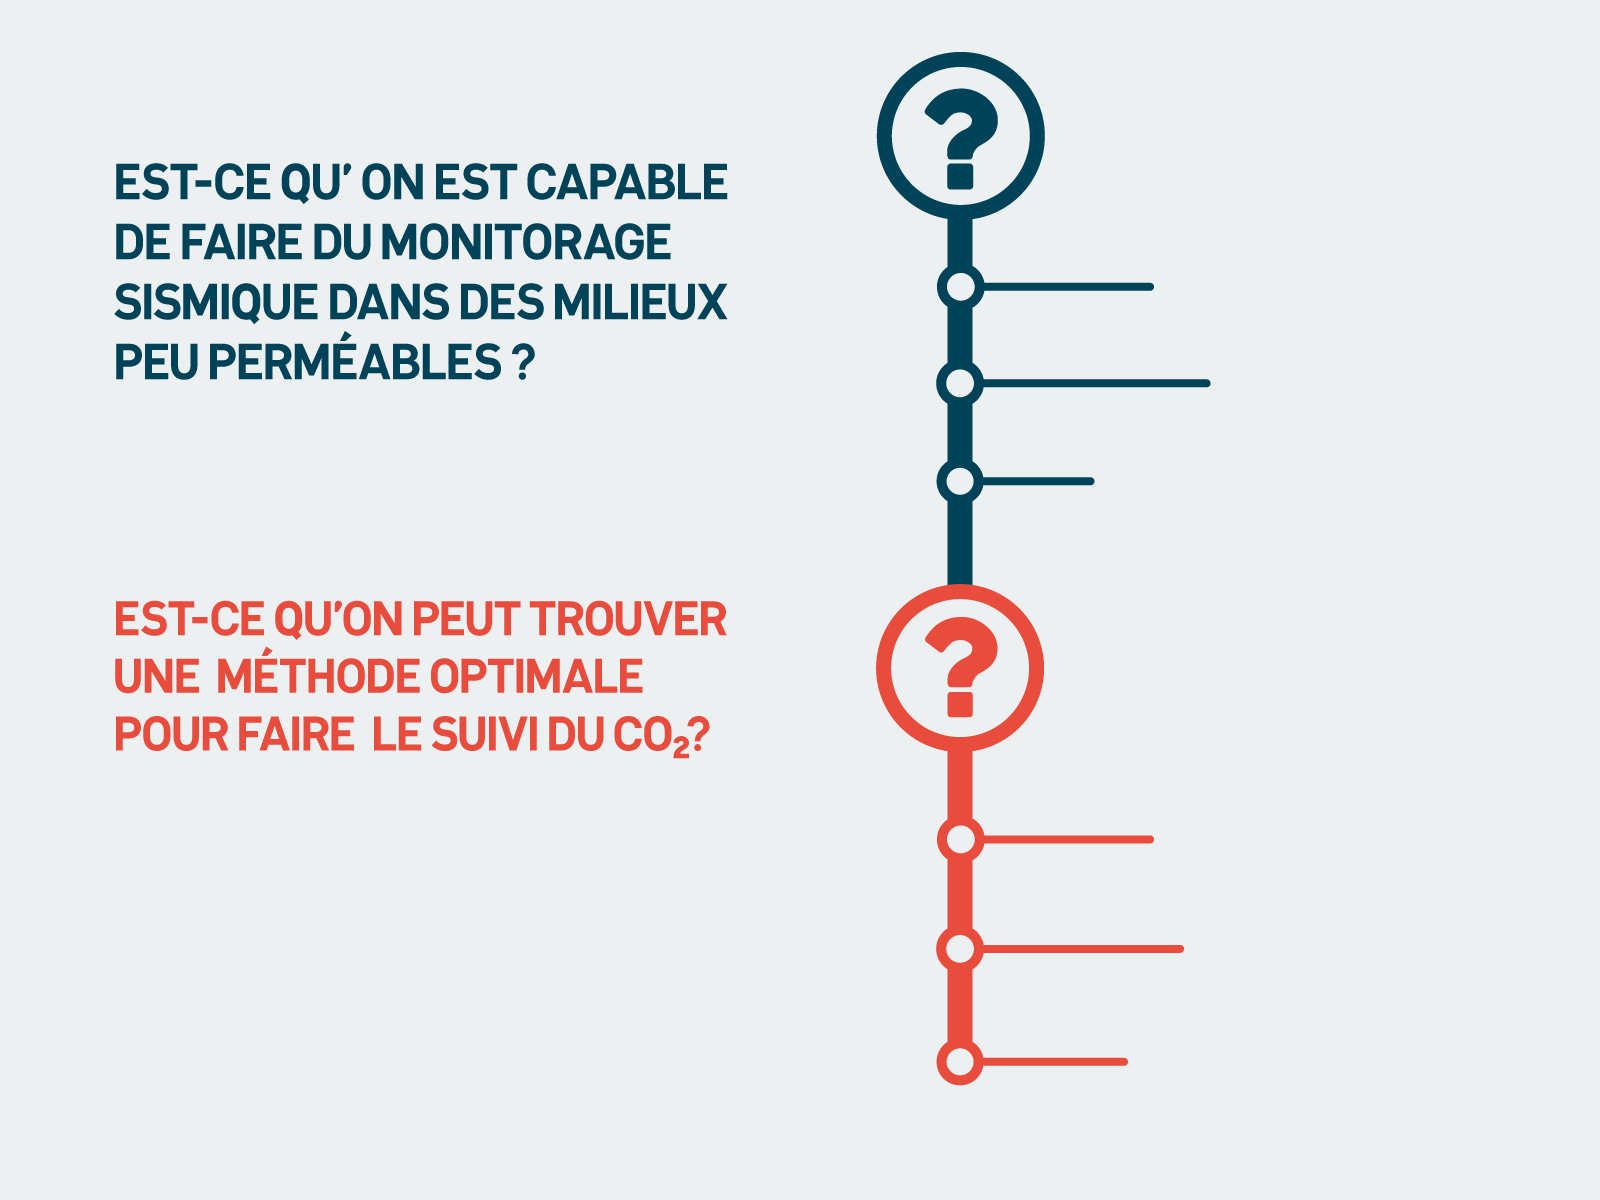 EST-CE QU’ ON EST CAPABLE
DE FAIRE DU MONITORAGE
SISMIQUE DANS DES MILIEUX
PEU PERMÉABLES ?
EST-CE QU’ON PEUT TROUVER
UNE MÉTHODE OPTIMALE
POUR FAIRE LE SUIVI DU CO₂?
?
?